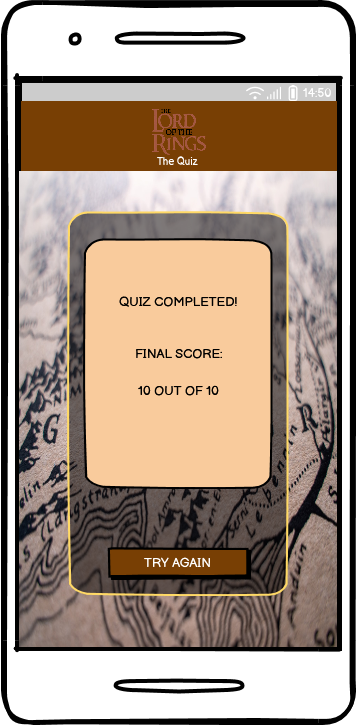 14:50
THE
LORD
OF THE
RINGS
The Quiz
QUIZ COMPLETED!
FINAL SCORE:
10 OUT OF 10
G
R
Anduin
TRY AGAIN